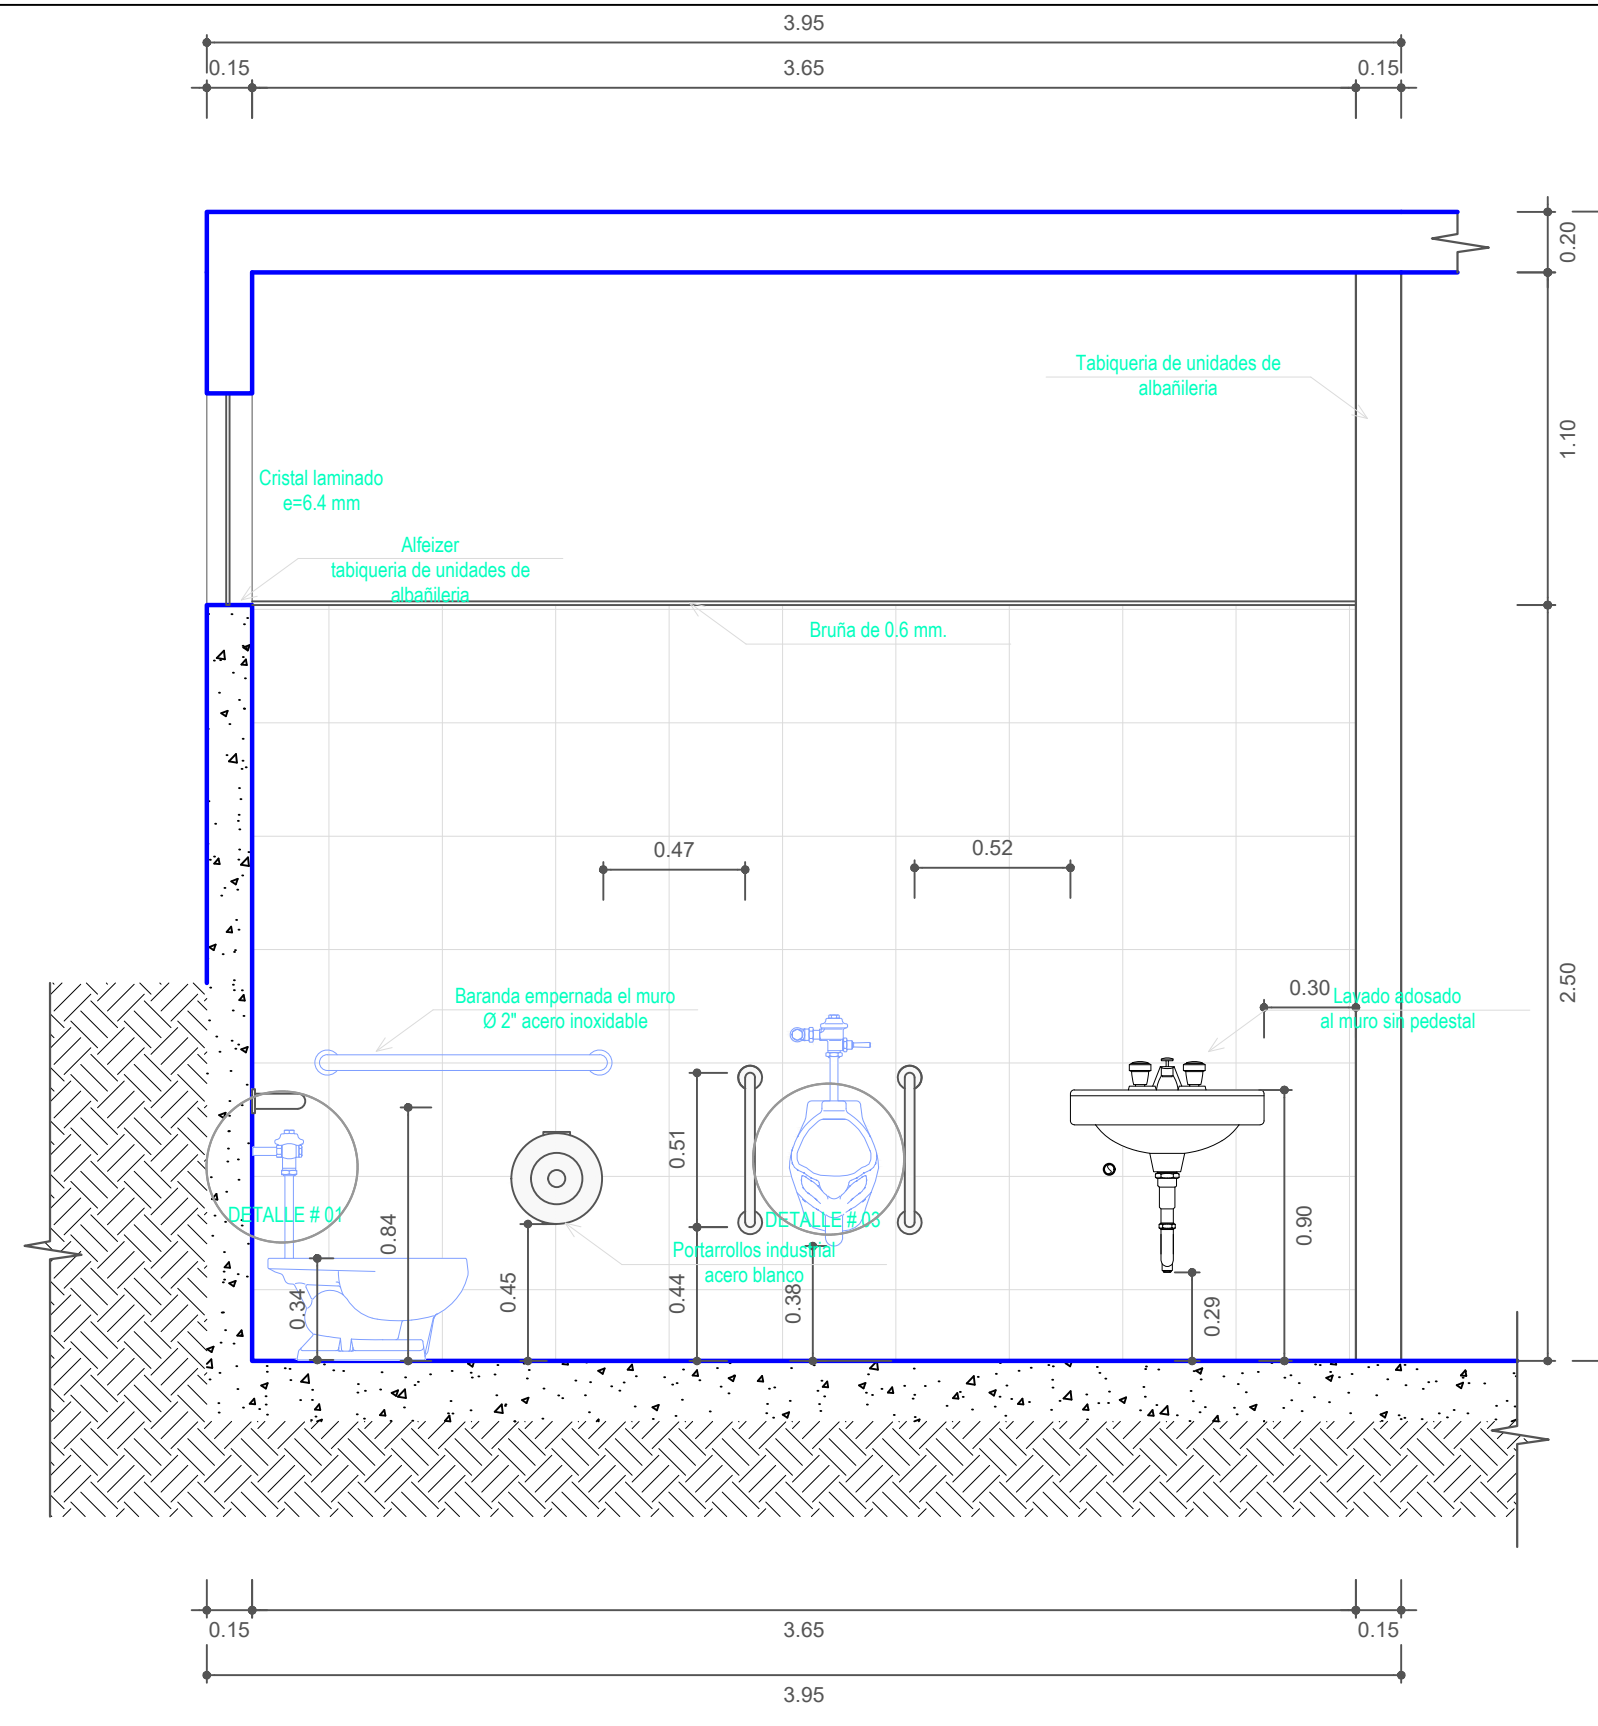 3.95
0.15
3.65
0.15
0.20
Tabiqueria de unidades de
albañileria
1.10
Cristal laminado
e=6.4 mm
Alfeizer
tabiqueria de unidades de
albañileria
Bruña de 0.6 mm.
0.47
0.52
2.50
0.30
Lavado adosado
al muro sin pedestal
Baranda empernada el muro
Ø 2" acero inoxidable
0.51
DETALLE # 01
DETALLE # 03
0.84
0.90
Portarrollos industrial
acero blanco
0.34
0.45
0.44
0.38
0.29
0.15
3.65
0.15
3.95